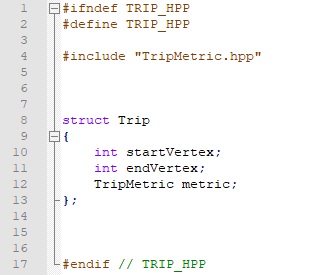 1 #ifndef TRIP_HPP
2 #define TRIP_HPP
3
4 #include "TripMetric.hpp"
5
6
7
8 struct Trip
9 {
10     int startVertex;
11     int endVertex;
12     TripMetric metric;
13 };
14
15
16
17 #endif // TRIP_HPP